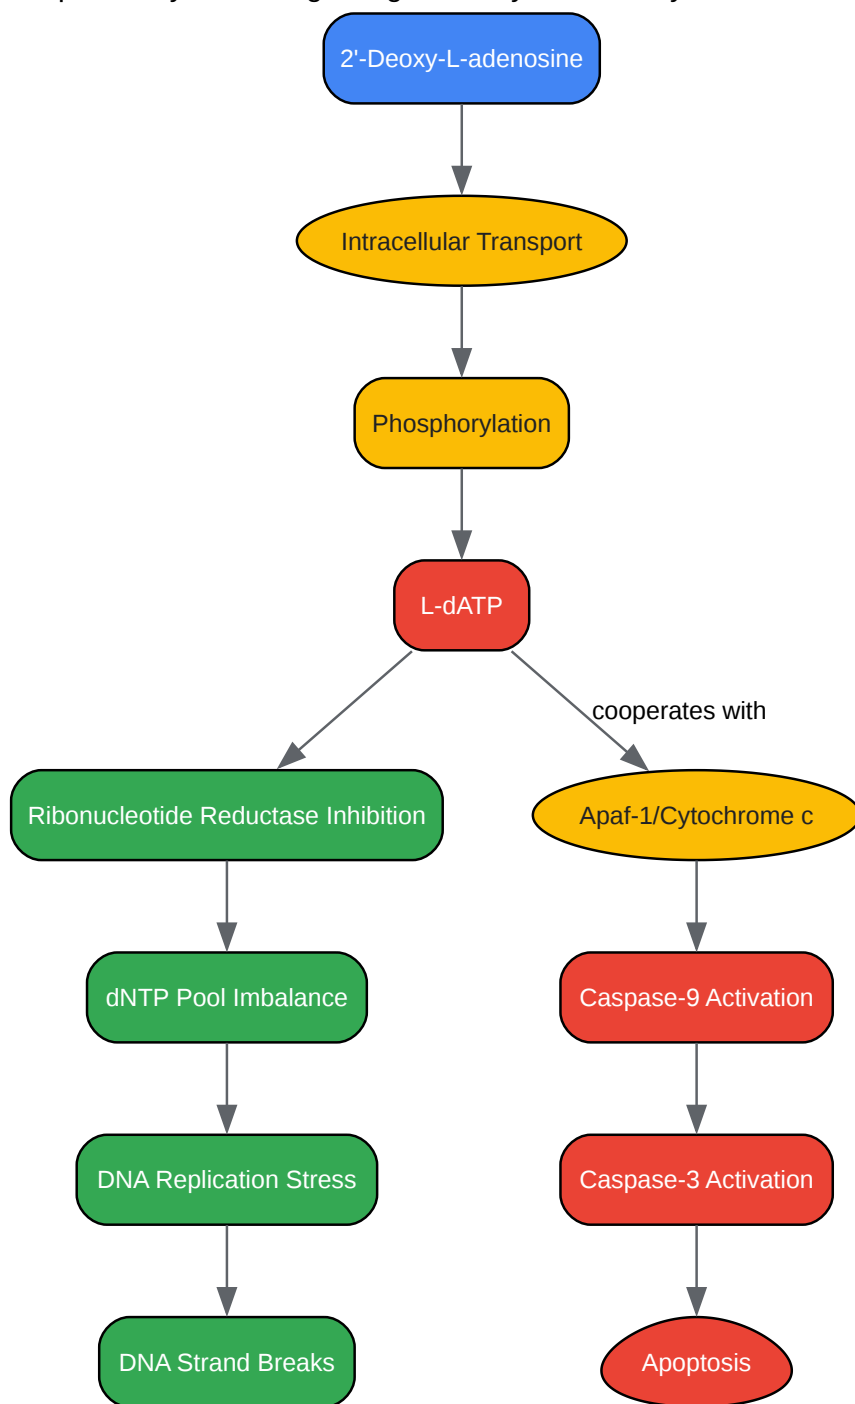 2'-Deoxy-L-adenosine
Intracellular Transport
Phosphorylation
L-dATP
cooperates with
Ribonucleotide Reductase Inhibition
Apaf-1/Cytochrome c
dNTP Pool Imbalance
Caspase-9 Activation
DNA Replication Stress
Caspase-3 Activation
DNA Strand Breaks
Apoptosis